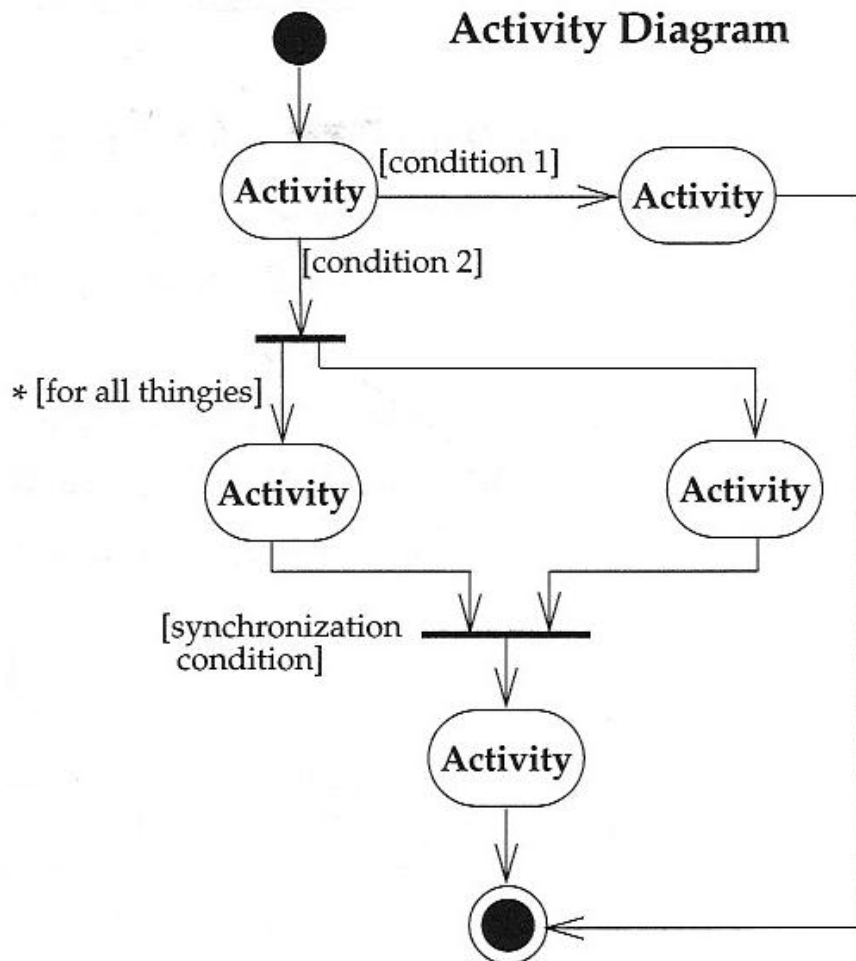 Activity Diagram
[condition 1]
Activity
Activity
[condition 2]
* [for all thingies]
Activity
Activity
[synchronization
condition]
Activity